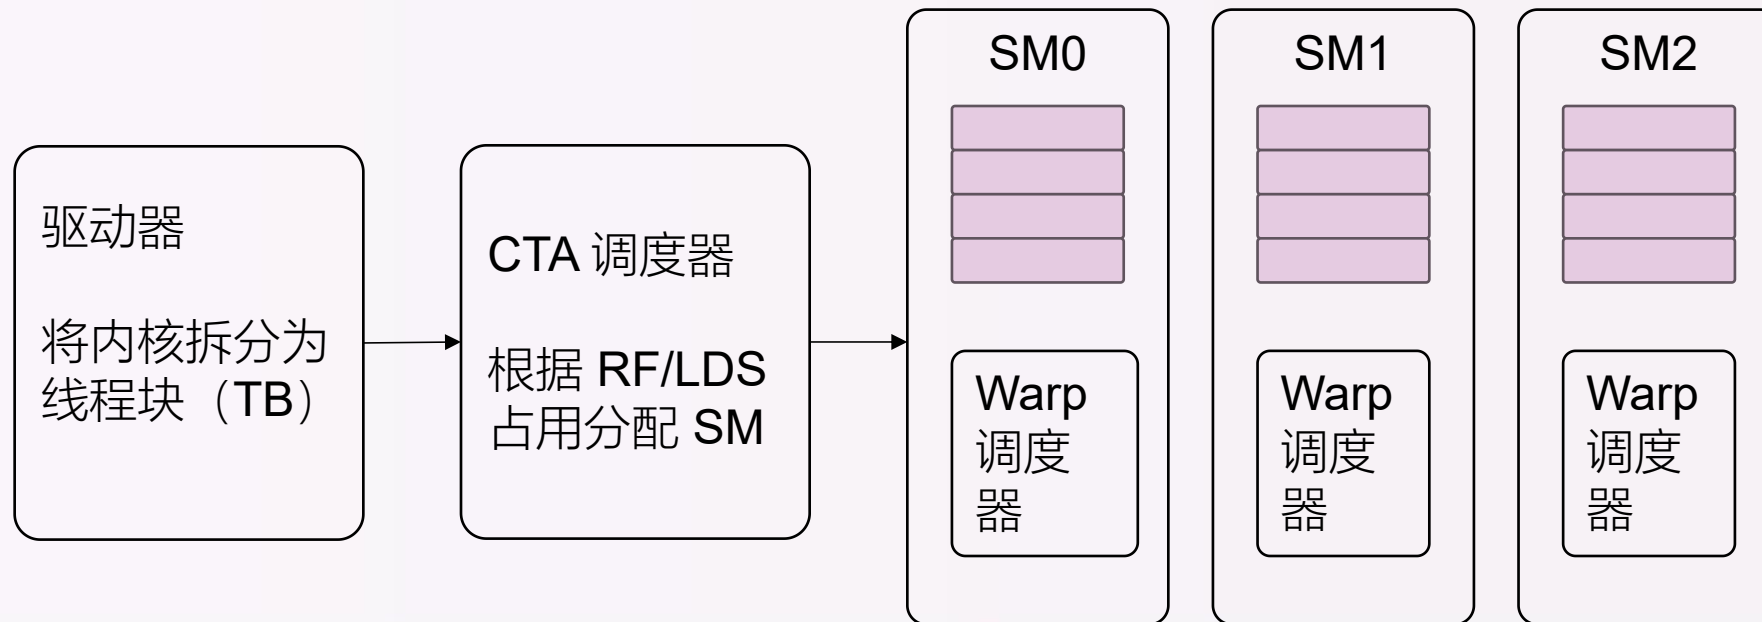 驱动器
将内核拆分为
线程块（TB）
CTA 调度器
根据 RF/LDS
占用分配 SM
SM0
Warp
调度
器
SM1
Warp
调度
器
SM2
Warp
调度
器